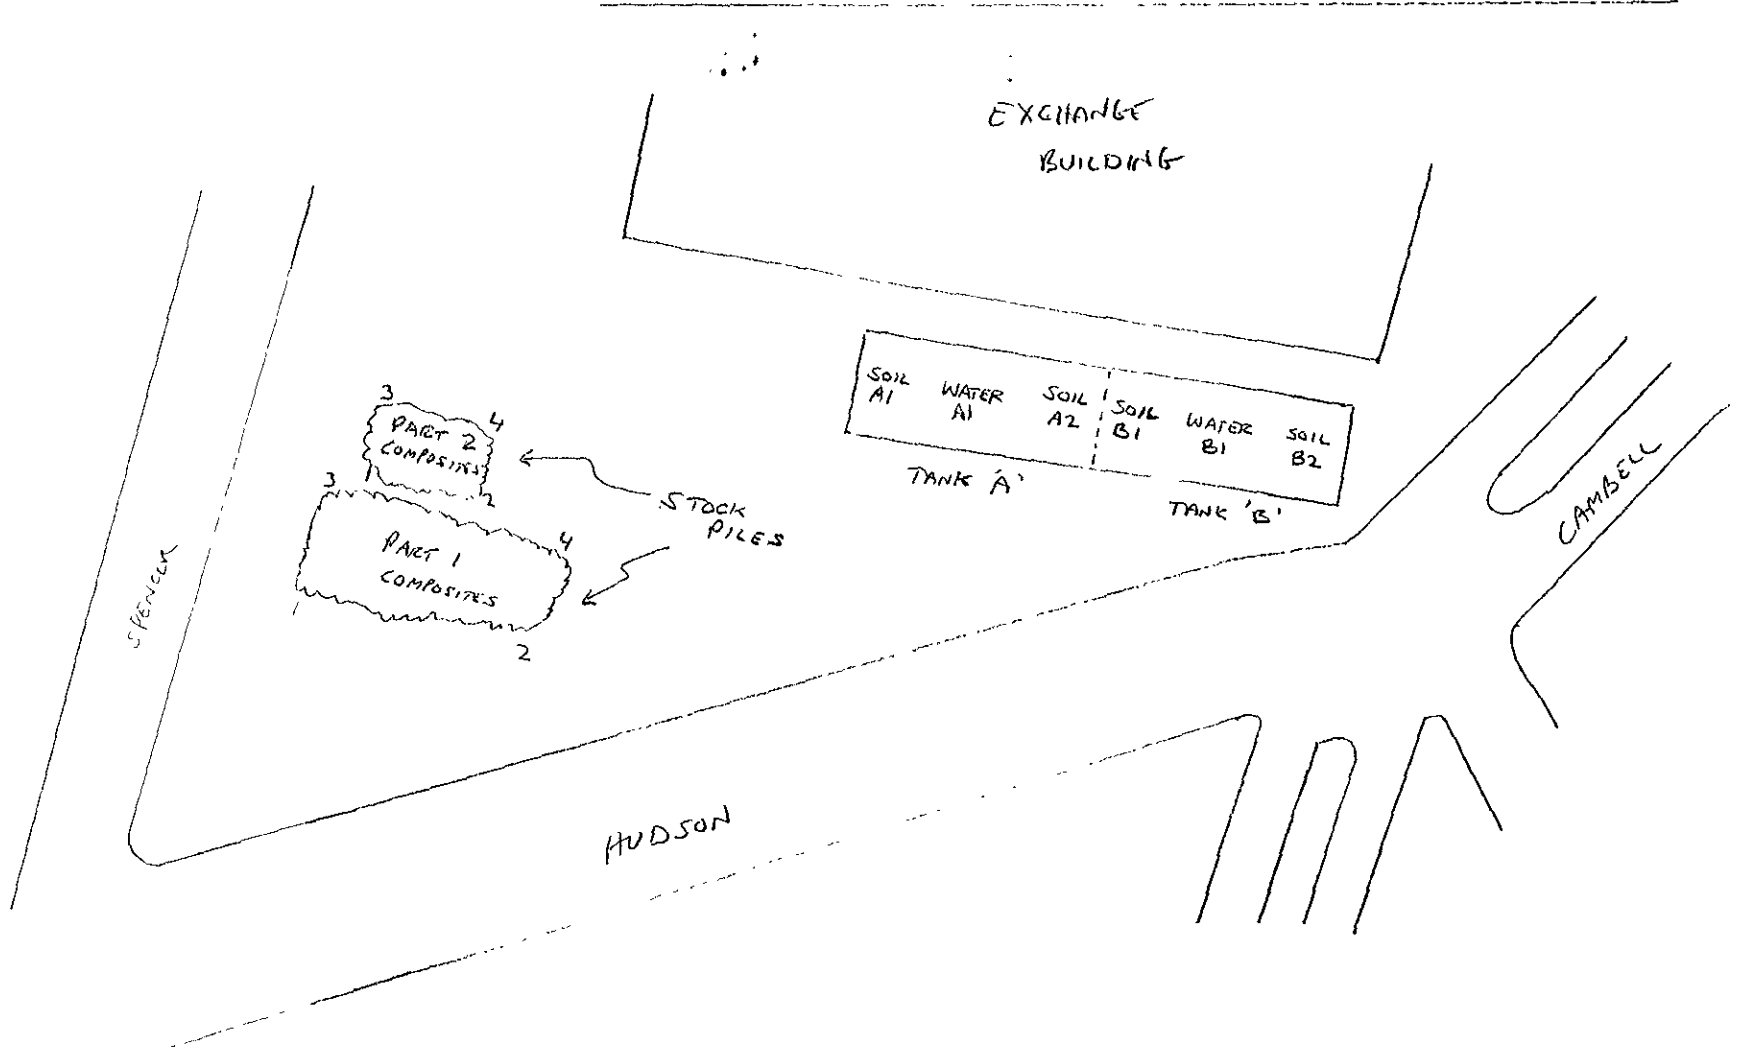 EXCHANGE
BUILDING
SOIL
A1
WATER
A1
SOIL
A2
SOIL
B1
WATER
B1
SOIL
B2
TANK 'A'
TANK 'B'
3
4
PART 2
COMPOSITES
1
2
3
4
PART 1
COMPOSITES
2
STOCK
PILES
CAMBELL
HUDSON